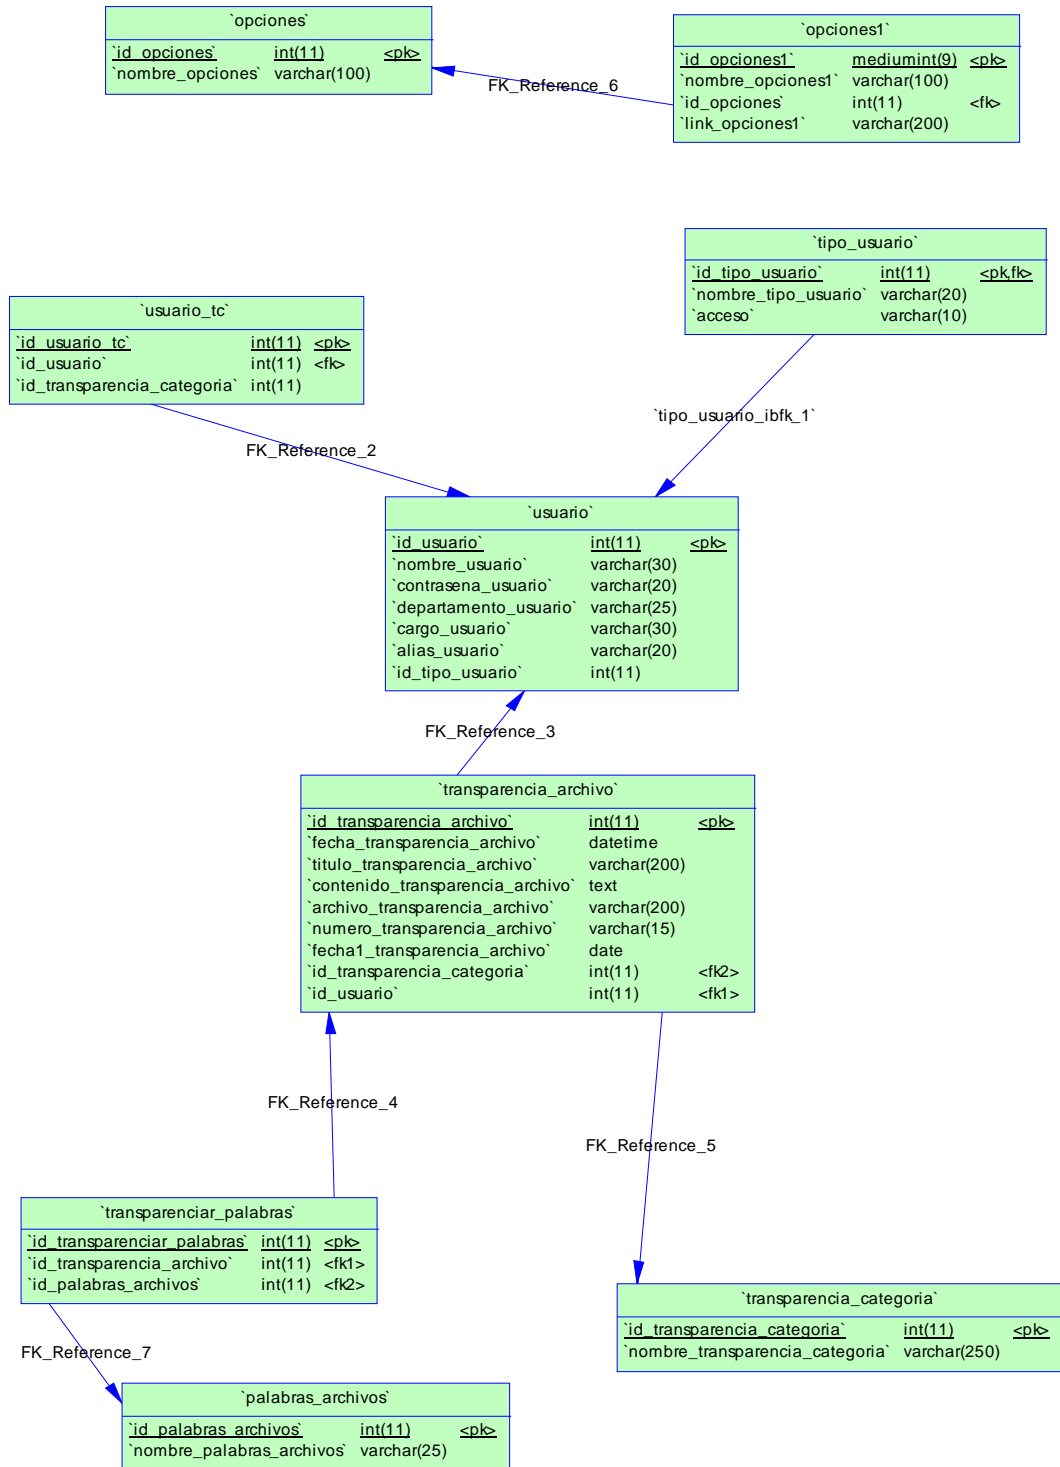 `opciones`
`id_opciones` int(11) <pk>
`nombre_opciones` varchar(100)
`opciones1`
`id_opciones1` mediumint(9) <pk>
`nombre_opciones1` varchar(100)
`id_opciones` int(11) <fk>
`link_opciones1` varchar(200)
FK_Reference_6
`tipo_usuario`
`id_tipo_usuario` int(11) <pk,fk>
`nombre_tipo_usuario` varchar(20)
`acceso` varchar(10)
`usuario_tc`
`id_usuario_tc` int(11) <pk>
`id_usuario` int(11) <fk>
`id_transparencia_categoria` int(11)
`tipo_usuario_ibfk_1`
FK_Reference_2
`usuario`
`id_usuario` int(11) <pk>
`nombre_usuario` varchar(30)
`contrasena_usuario` varchar(20)
`departamento_usuario` varchar(25)
`cargo_usuario` varchar(30)
`alias_usuario` varchar(20)
`id_tipo_usuario` int(11)
FK_Reference_3
`transparencia_archivo`
`id_transparencia_archivo` int(11) <pk>
`fecha_transparencia_archivo` datetime
`titulo_transparencia_archivo` varchar(200)
`contenido_transparencia_archivo` text
`archivo_transparencia_archivo` varchar(200)
`numero_transparencia_archivo` varchar(15)
`fecha1_transparencia_archivo` date
`id_transparencia_categoria` int(11) <fk2>
`id_usuario` int(11) <fk1>
FK_Reference_4
FK_Reference_5
`transparenciar_palabras`
`id_transparenciar_palabras` int(11) <pk>
`id_transparencia_archivo` int(11) <fk1>
`id_palabras_archivos` int(11) <fk2>
`transparencia_categoria`
`id_transparencia_categoria` int(11) <pk>
`nombre_transparencia_categoria` varchar(250)
FK_Reference_7
`palabras_archivos`
`id_palabras_archivos` int(11) <pk>
`nombre_palabras_archivos` varchar(25)